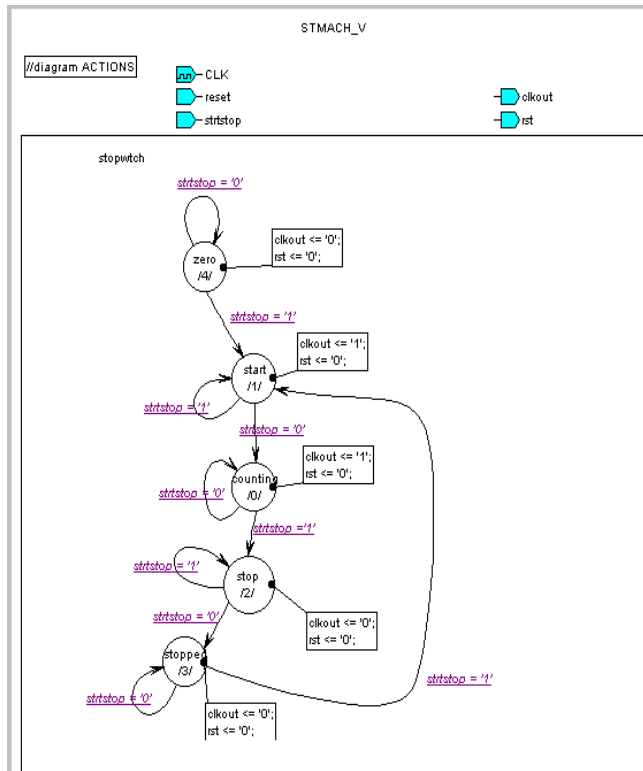 STMACH_V
//diagram ACTIONS
CLK
reset
strtstop
clkout
rst
stopwtch
strtstop = '0'
zero
/4/
clkout <= '0';
rst <= '0';
strtstop = '1'
start
/1/
clkout <= '1';
rst <= '0';
strtstop = '1'
strtstop = '0'
counting
/0/
clkout <= '1';
rst <= '0';
strtstop = '0'
strtstop ='1'
stop
/2/
strtstop = '1'
clkout <= '0';
rst <= '0';
strtstop = '0'
stopped
/3/
strtstop = '0'
strtstop = '1'
clkout <= '0';
rst <= '0';